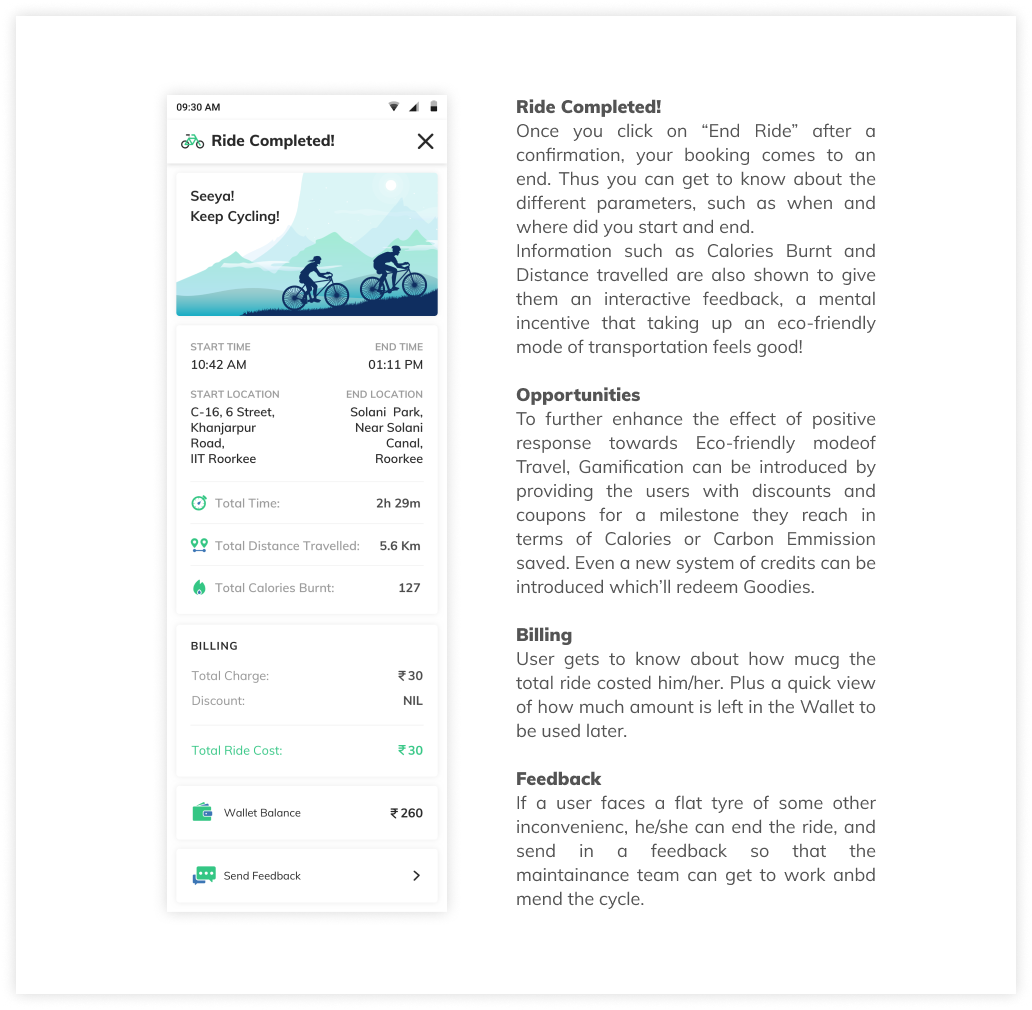 09:30 AM
Ride Completed!
Seeya!
Keep Cycling!
START TIME
10:42 AM
END TIME
01:11 PM
START LOCATION
C-16, 6 Street,
Khanjarpur
Road,
IIT Roorkee
END LOCATION
Solani Park,
Near Solani
Canal,
Roorkee
Total Time: 2h 29m
Total Distance Travelled: 5.6 Km
Total Calories Burnt: 127
BILLING
Total Charge: ₹ 30
Discount: NIL
Total Ride Cost: ₹ 30
Wallet Balance ₹ 260
Send Feedback
Ride Completed!
Once you click on “End Ride” after a
confirmation, your booking comes to an
end. Thus you can get to know about the
different parameters, such as when and
where did you start and end.
Information such as Calories Burnt and
Distance travelled are also shown to give
them an interactive feedback, a mental
incentive that taking up an eco-friendly
mode of transportation feels good!
Opportunities
To further enhance the effect of positive
response towards Eco-friendly modeof
Travel, Gamification can be introduced by
providing the users with discounts and
coupons for a milestone they reach in
terms of Calories or Carbon Emmission
saved. Even a new system of credits can be
introduced which’ll redeem Goodies.
Billing
User gets to know about how mucg the
total ride costed him/her. Plus a quick view
of how much amount is left in the Wallet to
be used later.
Feedback
If a user faces a flat tyre of some other
inconvenienc, he/she can end the ride, and
send in a feedback so that the
maintainance team can get to work anbd
mend the cycle.